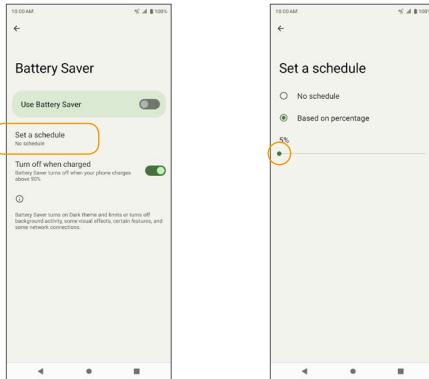 10:00 AM
100%
Battery Saver
Use Battery Saver
Set a schedule
No schedule
Turn off when charged
Battery Saver turns off when your phone charges
above 90%
Battery Saver turns on Dark theme and limits or turns off
background activity, some visual effects, certain features, and
some network connections.
10:00 AM
100%
Set a schedule
No schedule
Based on percentage
5%